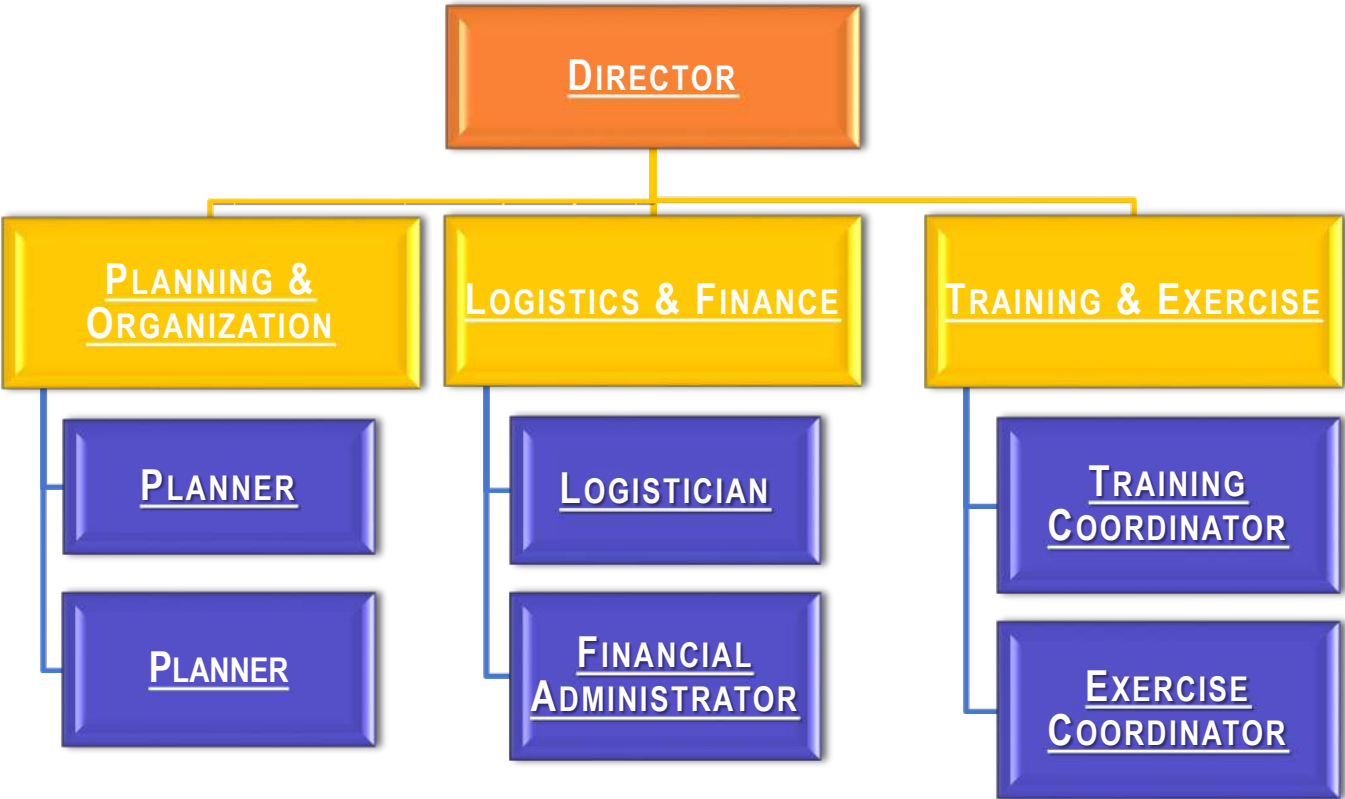 DIRECTOR
PLANNING &
ORGANIZATION
LOGISTICS & FINANCE
TRAINING & EXERCISE
PLANNER
LOGISTICIAN
TRAINING
COORDINATOR
PLANNER
FINANCIAL
ADMINISTRATOR
EXERCISE
COORDINATOR